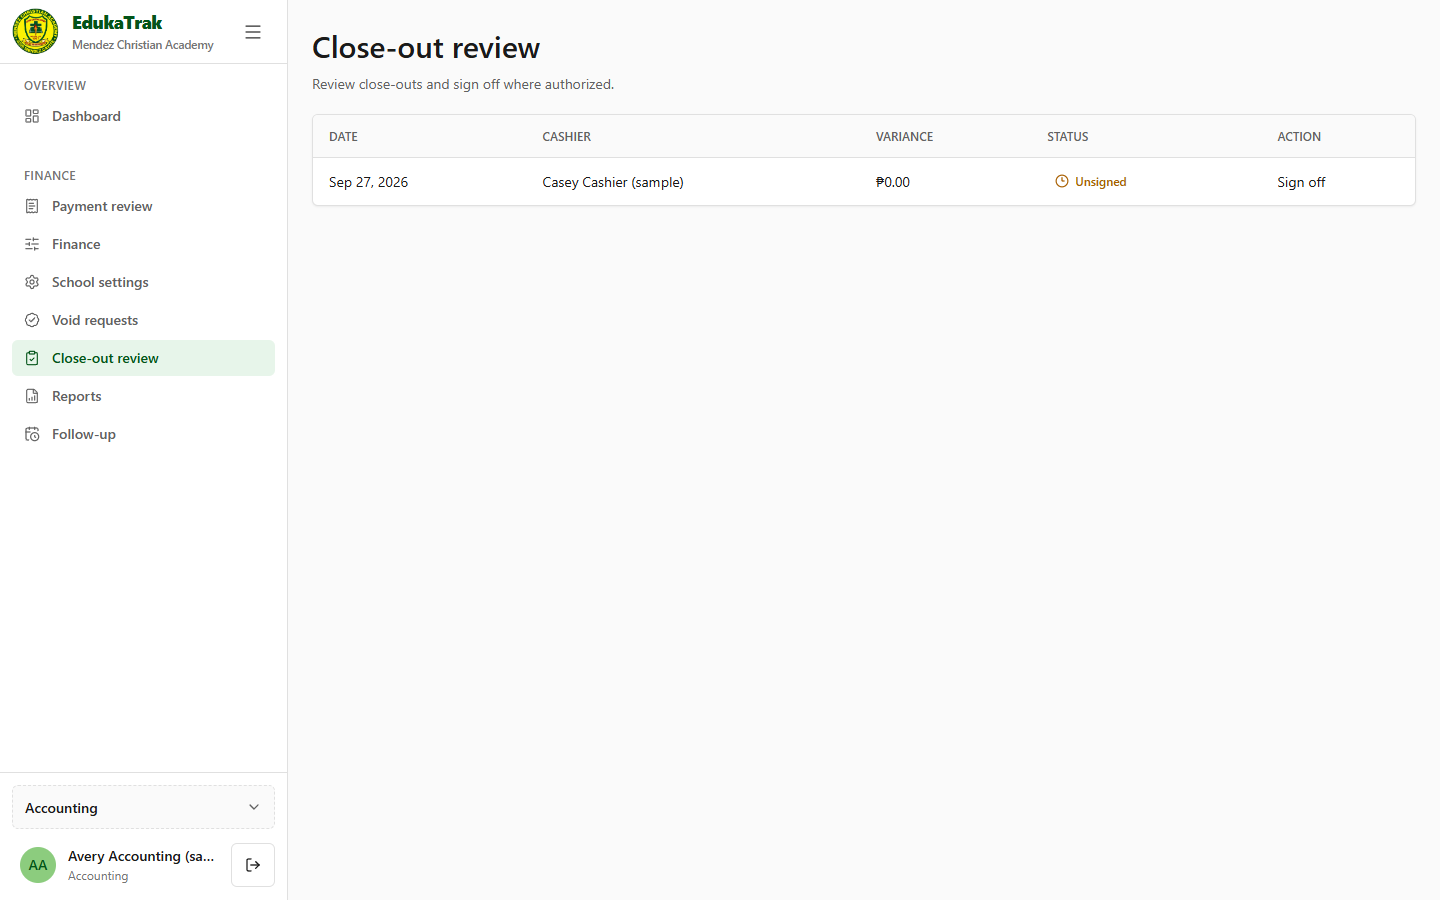 EdukaTrak
Mendez Christian Academy
OVERVIEW
Dashboard
FINANCE
Payment review
Finance
School settings
Void requests
Close-out review
Reports
Follow-up
Accounting
AA
Avery Accounting (sa...
Accounting
Close-out review
Review close-outs and sign off where authorized.
DATE CASHIER VARIANCE STATUS ACTION
Sep 27, 2026 Casey Cashier (sample) ₱0.00 Unsigned Sign off